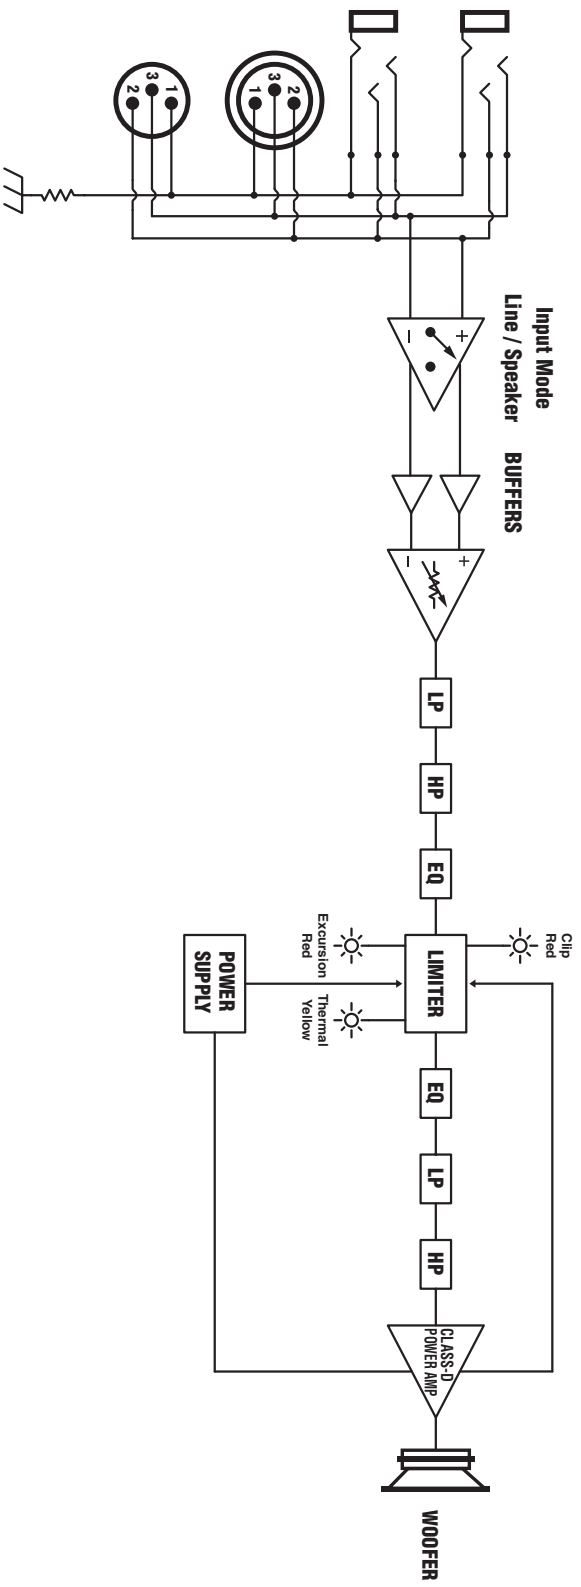 Input Mode
Line / Speaker
BUFFERS
Clip
Red
+
−
+
−
LP
HP
EQ
LIMITER
EQ
LP
HP
CLASS-D
POWER AMP
WOOFER
Excursion
Red
Thermal
Yellow
POWER
SUPPLY
2
3
1
1
3
2